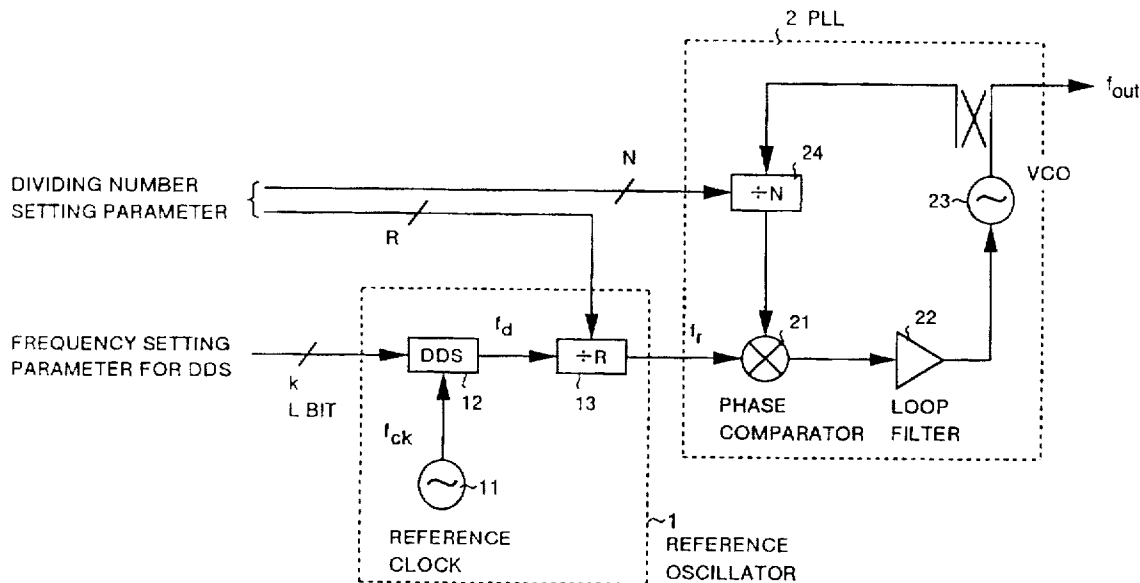 2 PLL
f_out
N
24
DIVIDING NUMBER
SETTING PARAMETER
÷N
VCO
23
R
FREQUENCY SETTING
PARAMETER FOR DDS
k
L BIT
f_d
DDS
12
÷R
13
f_r
21
22
PHASE
COMPARATOR
LOOP
FILTER
f_ck
11
REFERENCE
CLOCK
1
REFERENCE
OSCILLATOR